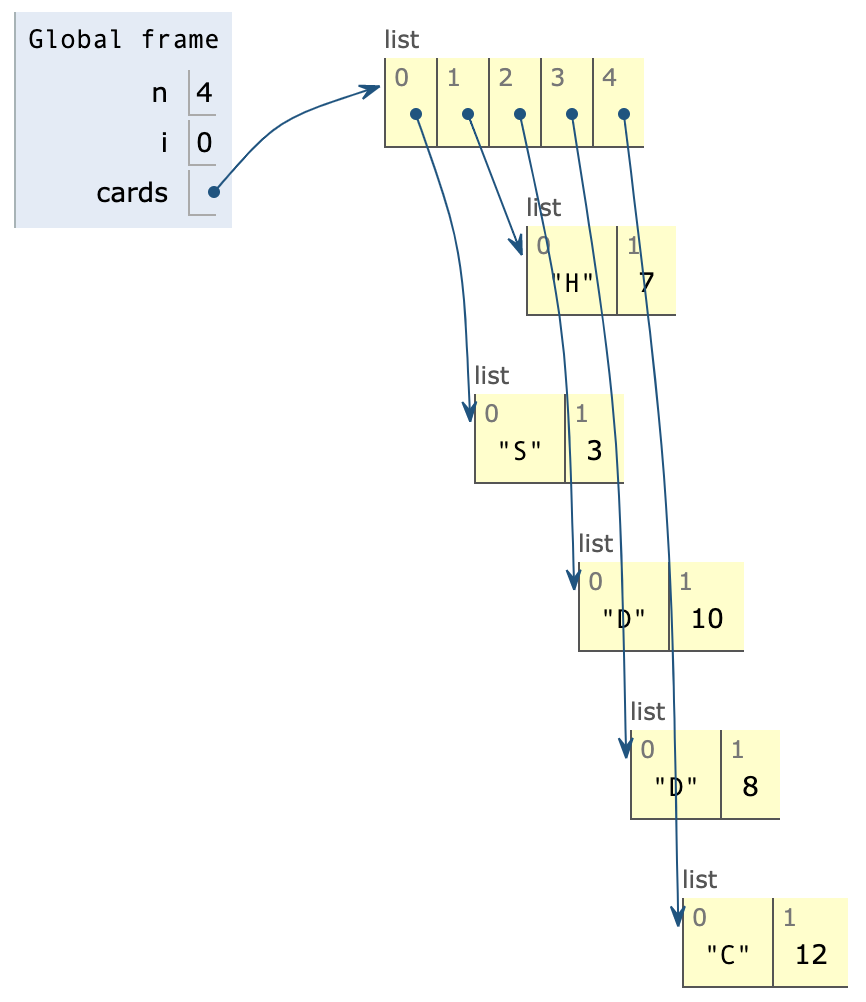 Global frame
n 4
i 0
cards
list
0 1 2 3 4
list
0 1
"H" 7
list
0 1
"S" 3
list
0 1
"D" 10
list
0 1
"D" 8
list
0 1
"C" 12